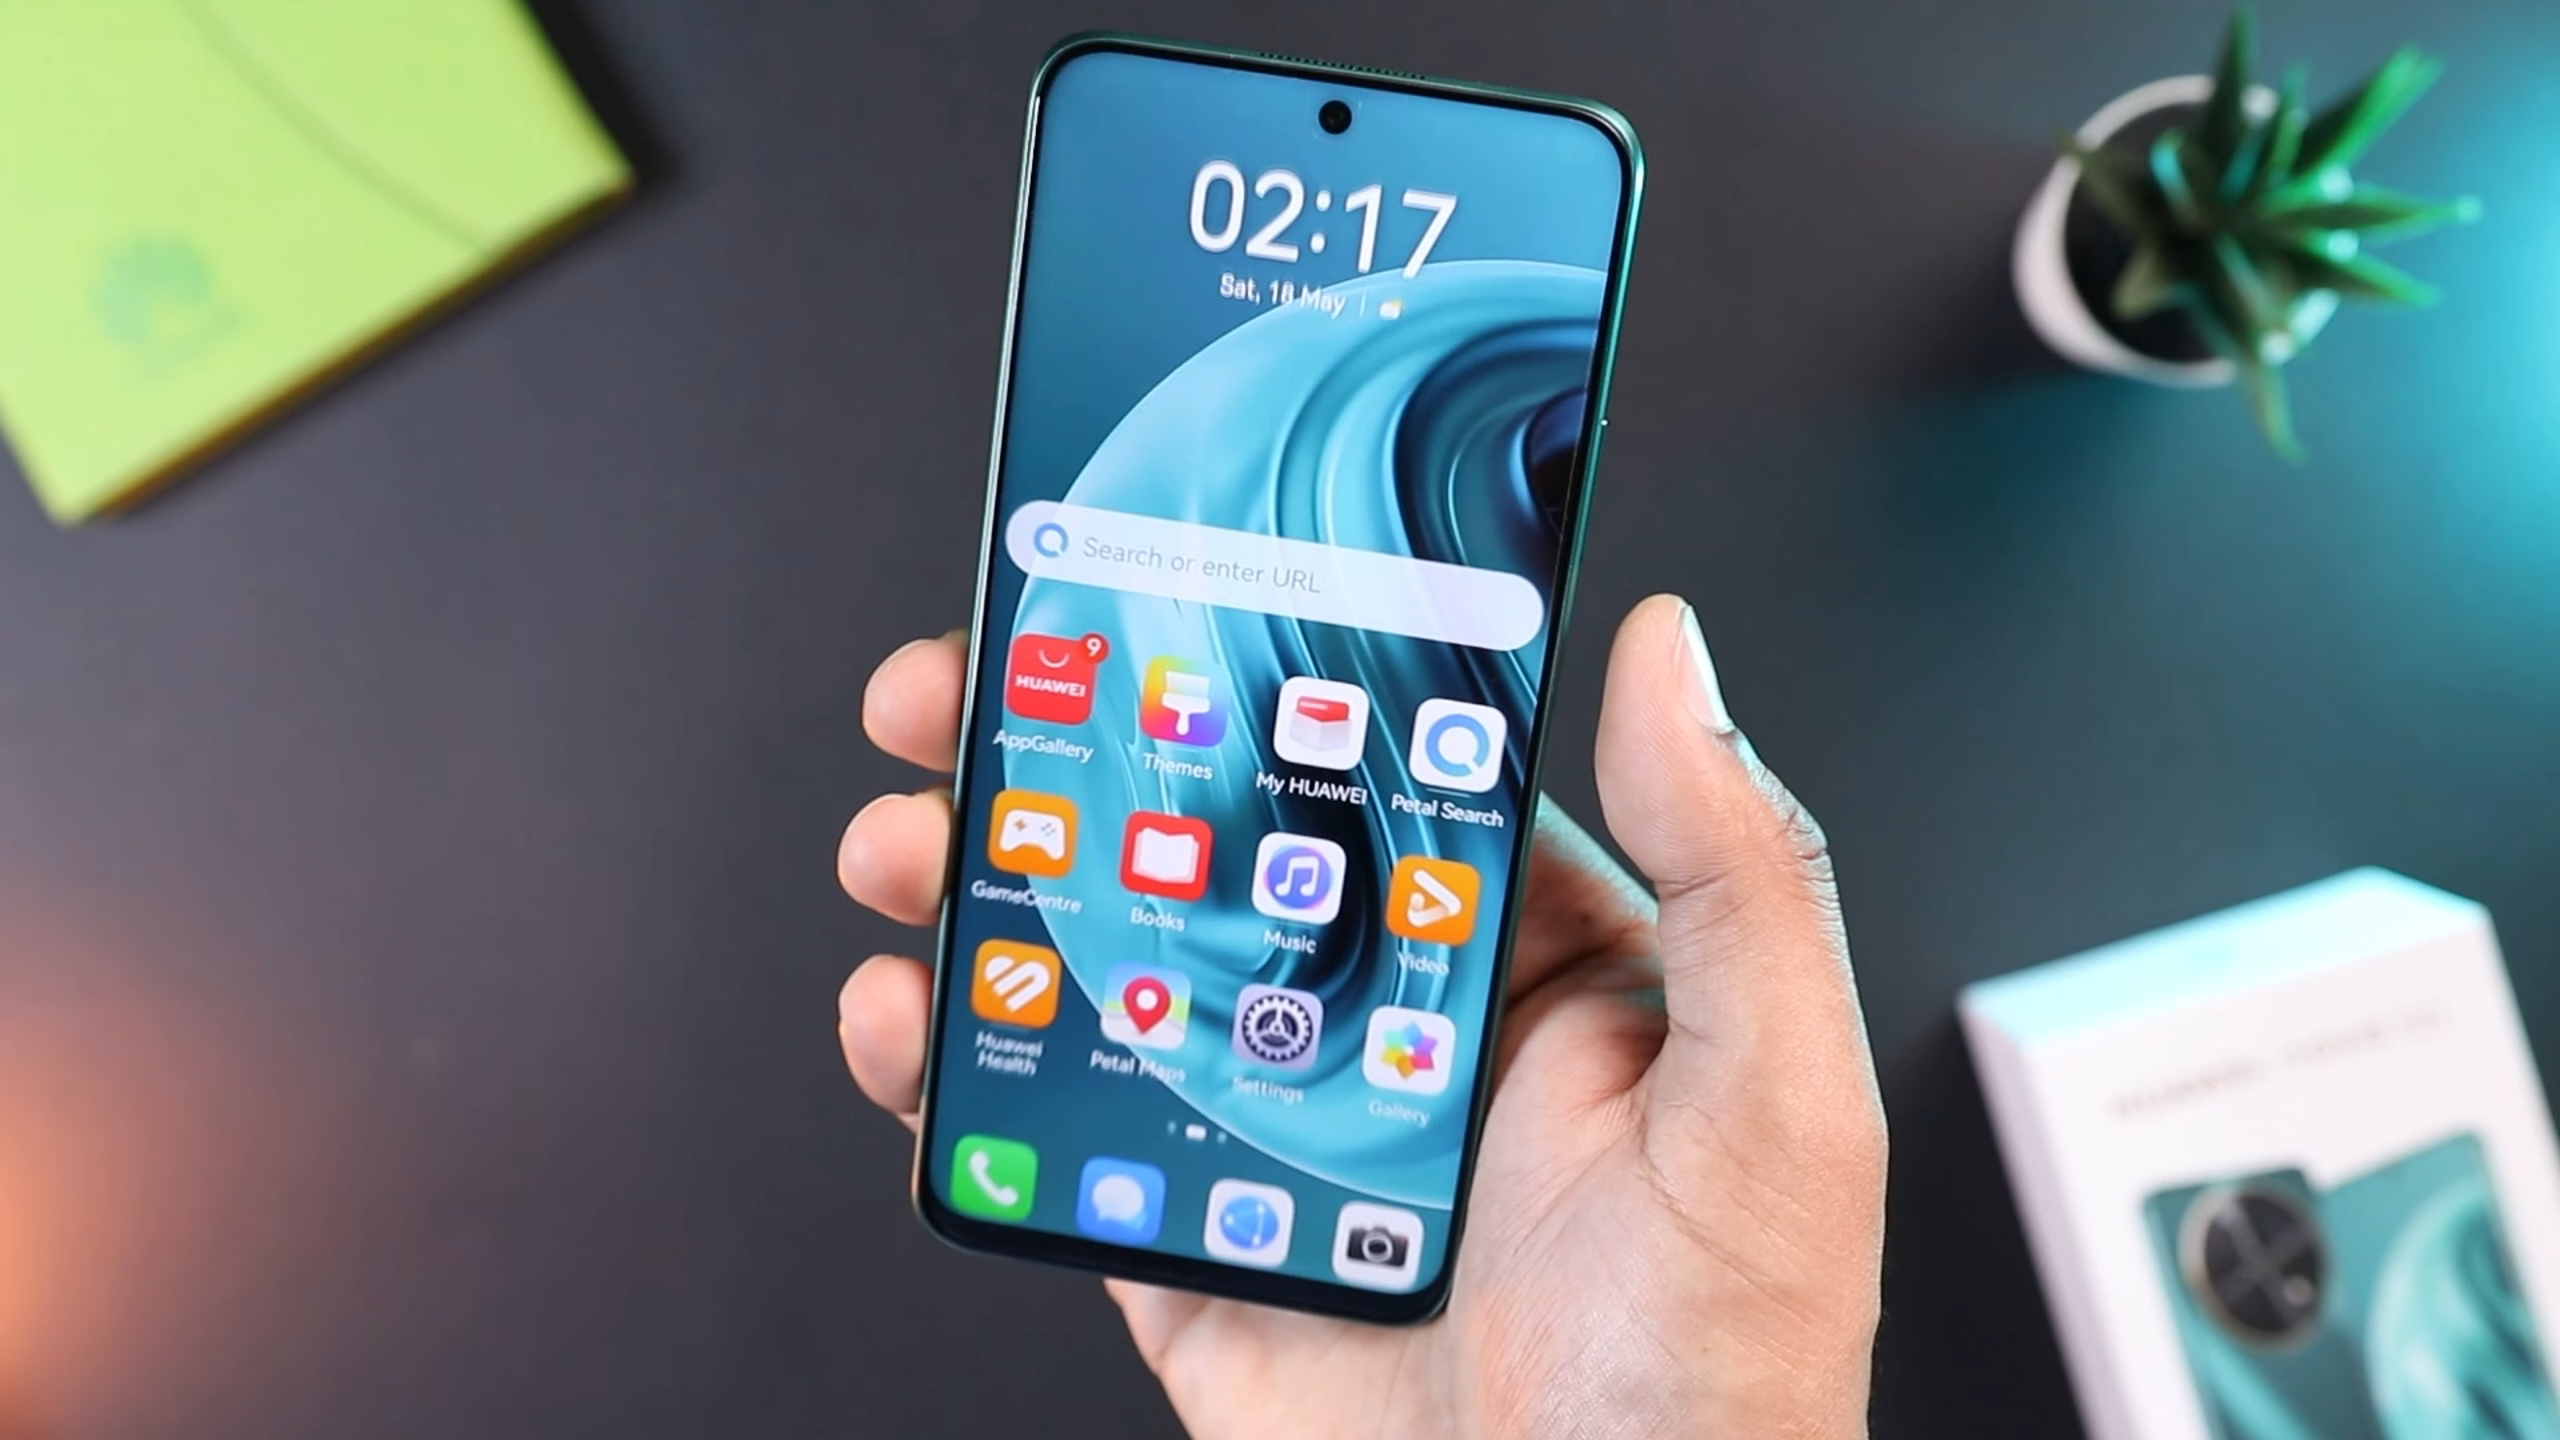 02:17
Sat, 18 May
Search or enter URL
HUAWEI
9
AppGallery
Themes
My HUAWEI
Petal Search
GameCentre
Books
Music
Video
Huawei
Health
Petal Maps
Settings
Gallery